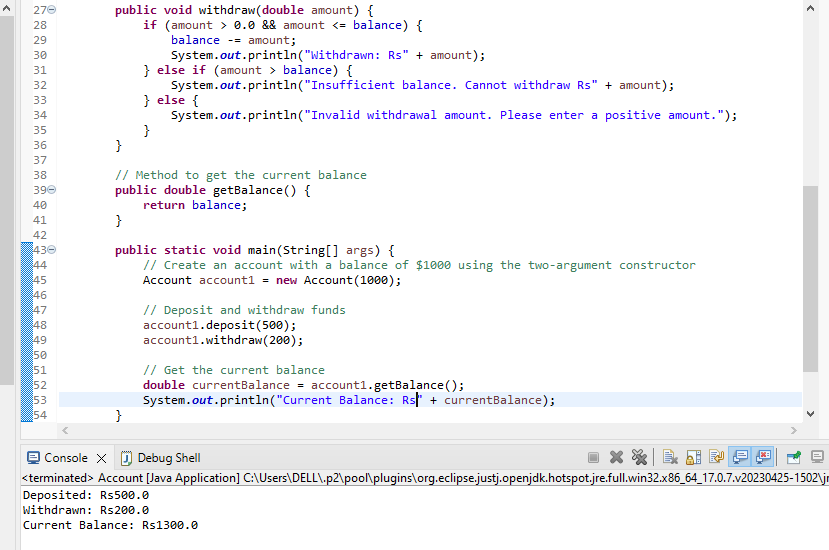 27 public void withdraw(double amount) {
28 if (amount > 0.0 && amount <= balance) {
29 balance -= amount;
30 System.out.println("Withdrawn: Rs" + amount);
31 } else if (amount > balance) {
32 System.out.println("Insufficient balance. Cannot withdraw Rs" + amount);
33 } else {
34 System.out.println("Invalid withdrawal amount. Please enter a positive amount.");
35 }
36 }
37
38 // Method to get the current balance
39 public double getBalance() {
40 return balance;
41 }
42
43 public static void main(String[] args) {
44 // Create an account with a balance of $1000 using the two-argument constructor
45 Account account1 = new Account(1000);
46
47 // Deposit and withdraw funds
48 account1.deposit(500);
49 account1.withdraw(200);
50
51 // Get the current balance
52 double currentBalance = account1.getBalance();
53 System.out.println("Current Balance: Rs" + currentBalance);
54 }
Console Debug Shell
<terminated> Account [Java Application] C:\Users\DELL\.p2\pool\plugins\org.eclipse.justj.openjdk.hotspot.jre.full.win32.x86_64_17.0.7.v20230425-1502\jr
Deposited: Rs500.0
Withdrawn: Rs200.0
Current Balance: Rs1300.0